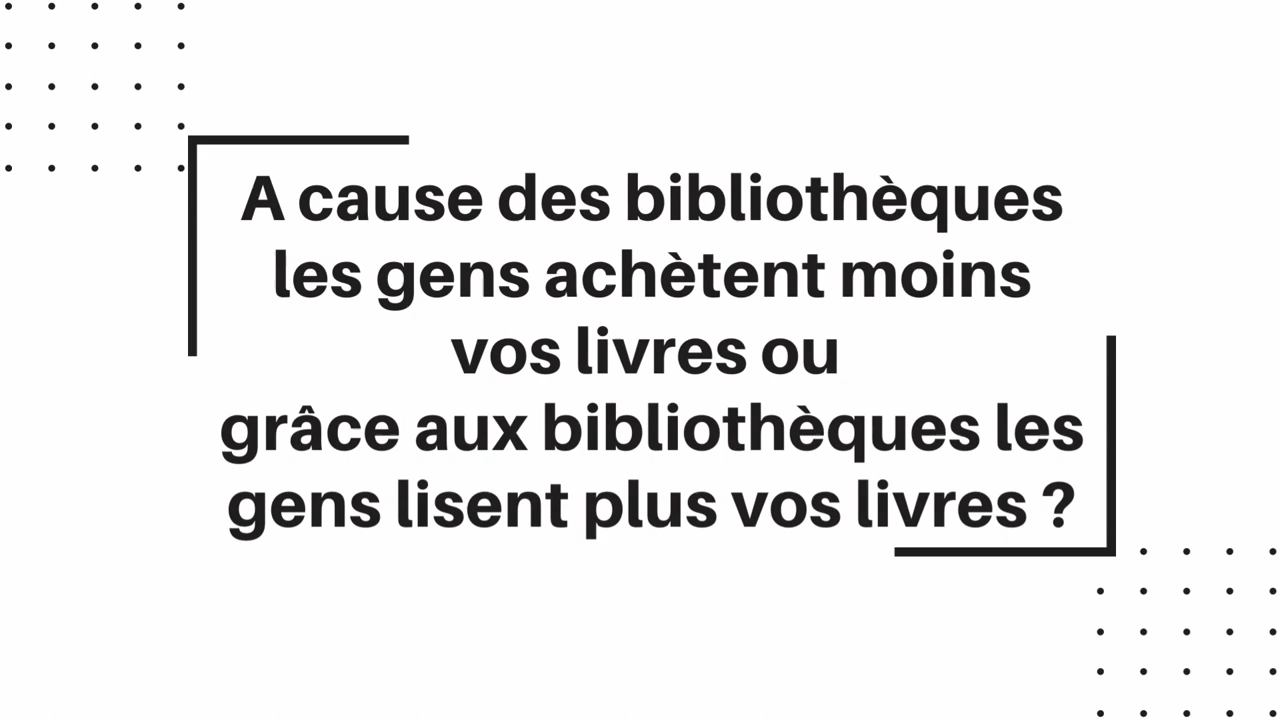 A cause des bibliothèques
les gens achètent moins
vos livres ou
grâce aux bibliothèques les
gens lisent plus vos livres ?